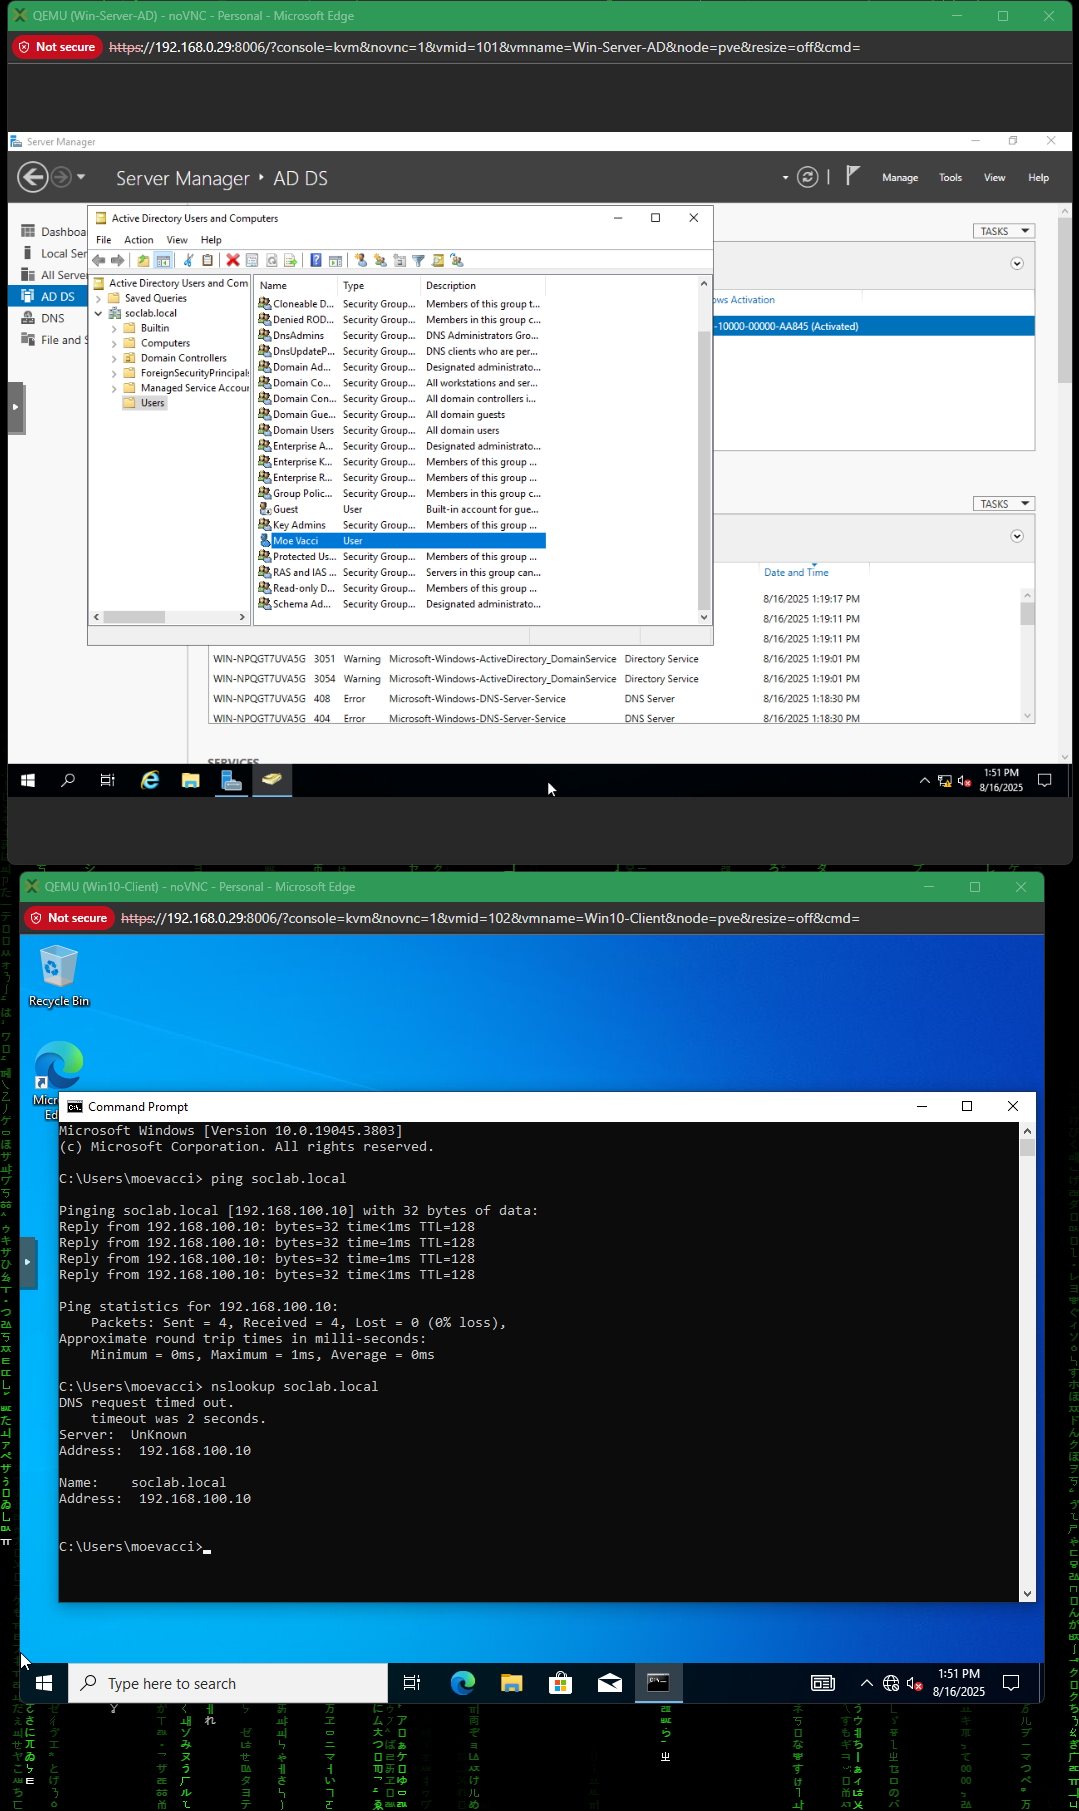 QEMU (Win-Server-AD) - noVNC - Personal - Microsoft Edge
Not secure https://192.168.0.29:8006/?console=kvm&novnc=1&vmid=101&vmname=Win-Server-AD&node=pve&resize=off&cmd=
Server Manager
Server Manager AD DS
Manage Tools View Help
Dashboa
Local Ser
All Server
AD DS
DNS
File and S
Active Directory Users and Computers
File Action View Help
Active Directory Users and Com
Saved Queries
soclab.local
Builtin
Computers
Domain Controllers
ForeignSecurityPrincipals
Managed Service Accour
Users
Name Type Description
Cloneable D... Security Group... Members of this group t...
Denied ROD... Security Group... Members in this group c...
DnsAdmins Security Group... DNS Administrators Gro...
DnsUpdateP... Security Group... DNS clients who are per...
Domain Ad... Security Group... Designated administrato...
Domain Co... Security Group... All workstations and ser...
Domain Con... Security Group... All domain controllers i...
Domain Gue... Security Group... All domain guests
Domain Users Security Group... All domain users
Enterprise A... Security Group... Designated administrato...
Enterprise K... Security Group... Members of this group ...
Enterprise R... Security Group... Members of this group ...
Group Polic... Security Group... Members in this group c...
Guest User Built-in account for gue...
Key Admins Security Group... Members of this group ...
Moe Vacci User
Protected Us... Security Group... Members of this group ...
RAS and IAS ... Security Group... Servers in this group can...
Read-only D... Security Group... Members of this group ...
Schema Ad... Security Group... Designated administrato...
TASKS
ows Activation
-10000-00000-AA845 (Activated)
TASKS
Date and Time
8/16/2025 1:19:17 PM
8/16/2025 1:19:11 PM
8/16/2025 1:19:11 PM
WIN-NPQGT7UVA5G 3051 Warning Microsoft-Windows-ActiveDirectory_DomainService Directory Service 8/16/2025 1:19:01 PM
WIN-NPQGT7UVA5G 3054 Warning Microsoft-Windows-ActiveDirectory_DomainService Directory Service 8/16/2025 1:19:01 PM
WIN-NPQGT7UVA5G 408 Error Microsoft-Windows-DNS-Server-Service DNS Server 8/16/2025 1:18:30 PM
WIN-NPQGT7UVA5G 404 Error Microsoft-Windows-DNS-Server-Service DNS Server 8/16/2025 1:18:30 PM
SERVICES
1:51 PM
8/16/2025
QEMU (Win10-Client) - noVNC - Personal - Microsoft Edge
Not secure https://192.168.0.29:8006/?console=kvm&novnc=1&vmid=102&vmname=Win10-Client&node=pve&resize=off&cmd=
Recycle Bin
Micr
Ed
Command Prompt
Microsoft Windows [Version 10.0.19045.3803]
(c) Microsoft Corporation. All rights reserved.
C:\Users\moevacci> ping soclab.local
Pinging soclab.local [192.168.100.10] with 32 bytes of data:
Reply from 192.168.100.10: bytes=32 time<1ms TTL=128
Reply from 192.168.100.10: bytes=32 time=1ms TTL=128
Reply from 192.168.100.10: bytes=32 time=1ms TTL=128
Reply from 192.168.100.10: bytes=32 time<1ms TTL=128
Ping statistics for 192.168.100.10:
Packets: Sent = 4, Received = 4, Lost = 0 (0% loss),
Approximate round trip times in milli-seconds:
Minimum = 0ms, Maximum = 1ms, Average = 0ms
C:\Users\moevacci> nslookup soclab.local
DNS request timed out.
timeout was 2 seconds.
Server: UnKnown
Address: 192.168.100.10
Name: soclab.local
Address: 192.168.100.10
C:\Users\moevacci>
Type here to search
1:51 PM
8/16/2025